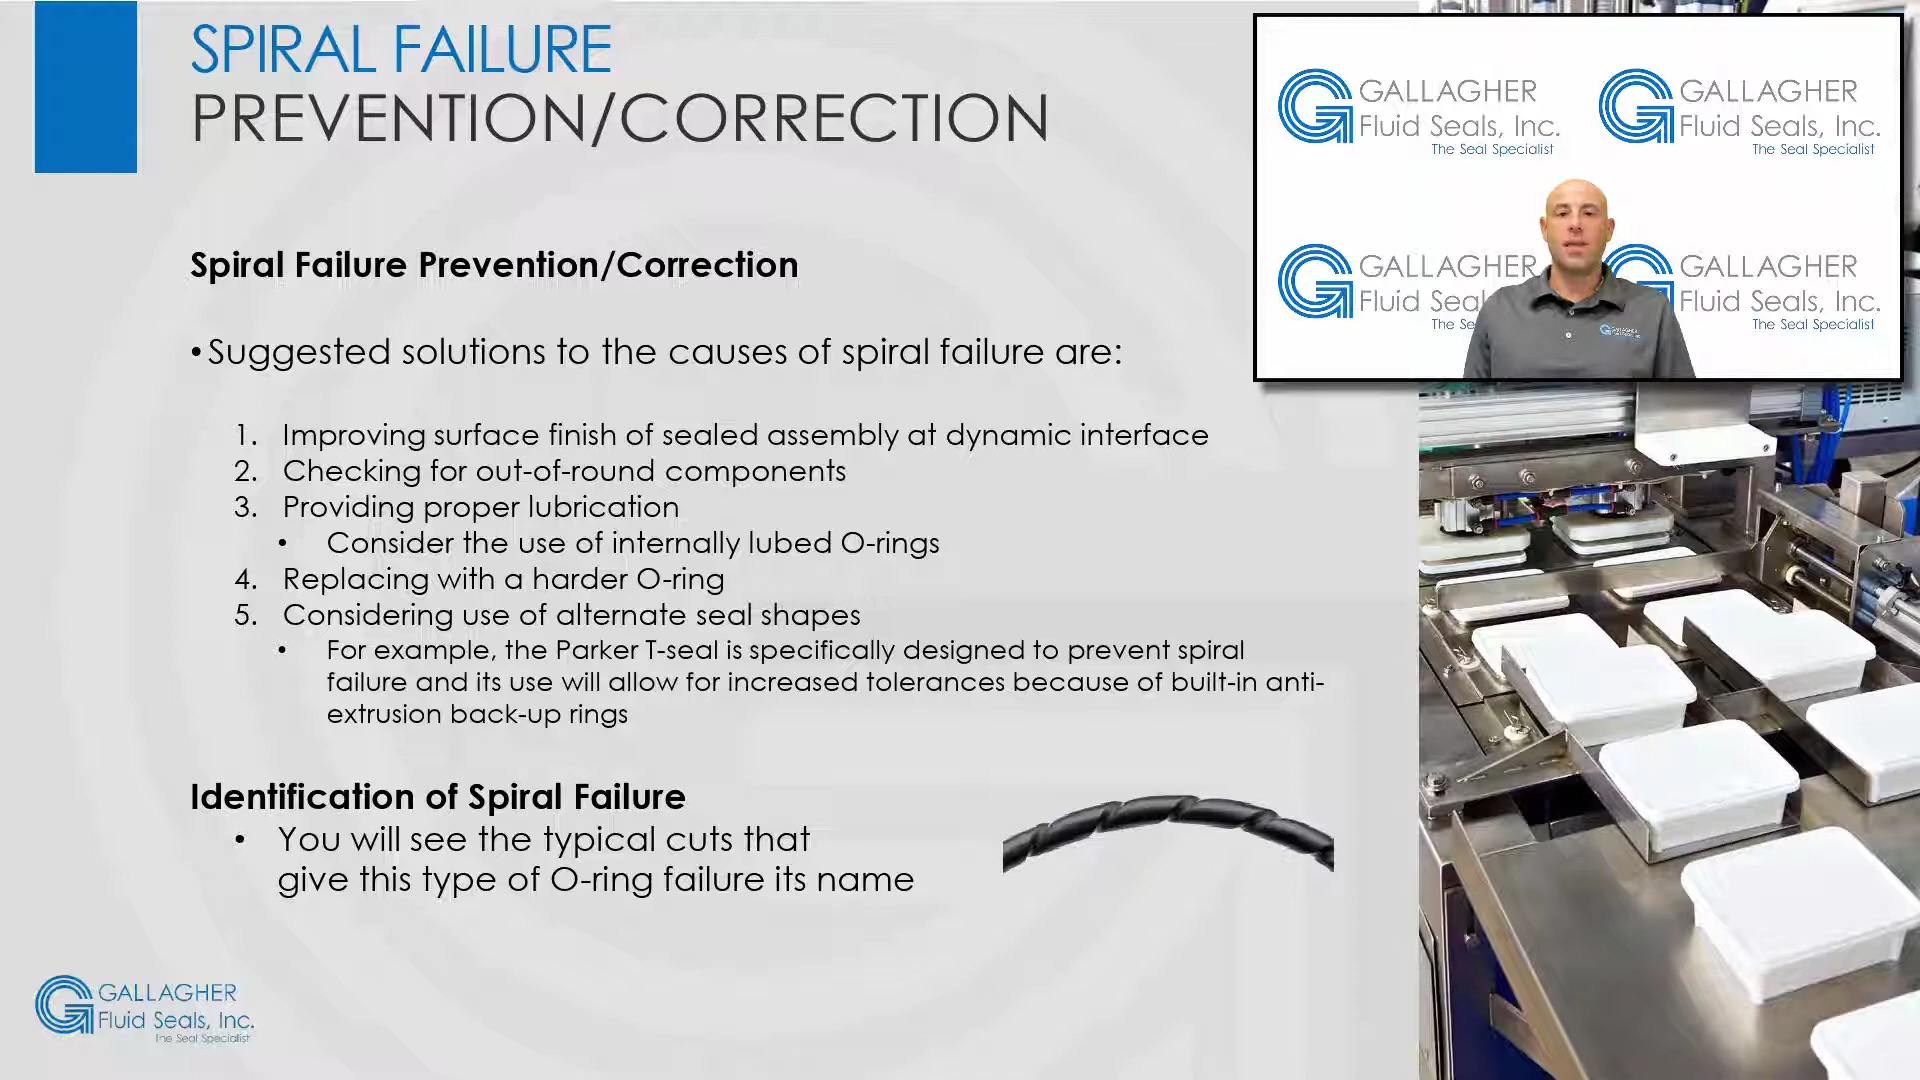 SPIRAL FAILURE
PREVENTION/CORRECTION
Spiral Failure Prevention/Correction
• Suggested solutions to the causes of spiral failure are:
1. Improving surface finish of sealed assembly at dynamic interface
2. Checking for out-of-round components
3. Providing proper lubrication
• Consider the use of internally lubed O-rings
4. Replacing with a harder O-ring
5. Considering use of alternate seal shapes
• For example, the Parker T-seal is specifically designed to prevent spiral
failure and its use will allow for increased tolerances because of built-in anti-
extrusion back-up rings
Identification of Spiral Failure
• You will see the typical cuts that
give this type of O-ring failure its name
GALLAGHER
Fluid Seals, Inc.
The Seal Specialist
GALLAGHER
Fluid Seals, Inc.
The Seal Specialist
GALLAGHER
Fluid Seals, Inc.
The Seal Specialist
GALLAGHER
Fluid Seal
The Se
GALLAGHER
Fluid Seals, Inc.
The Seal Specialist
GALLAGHER